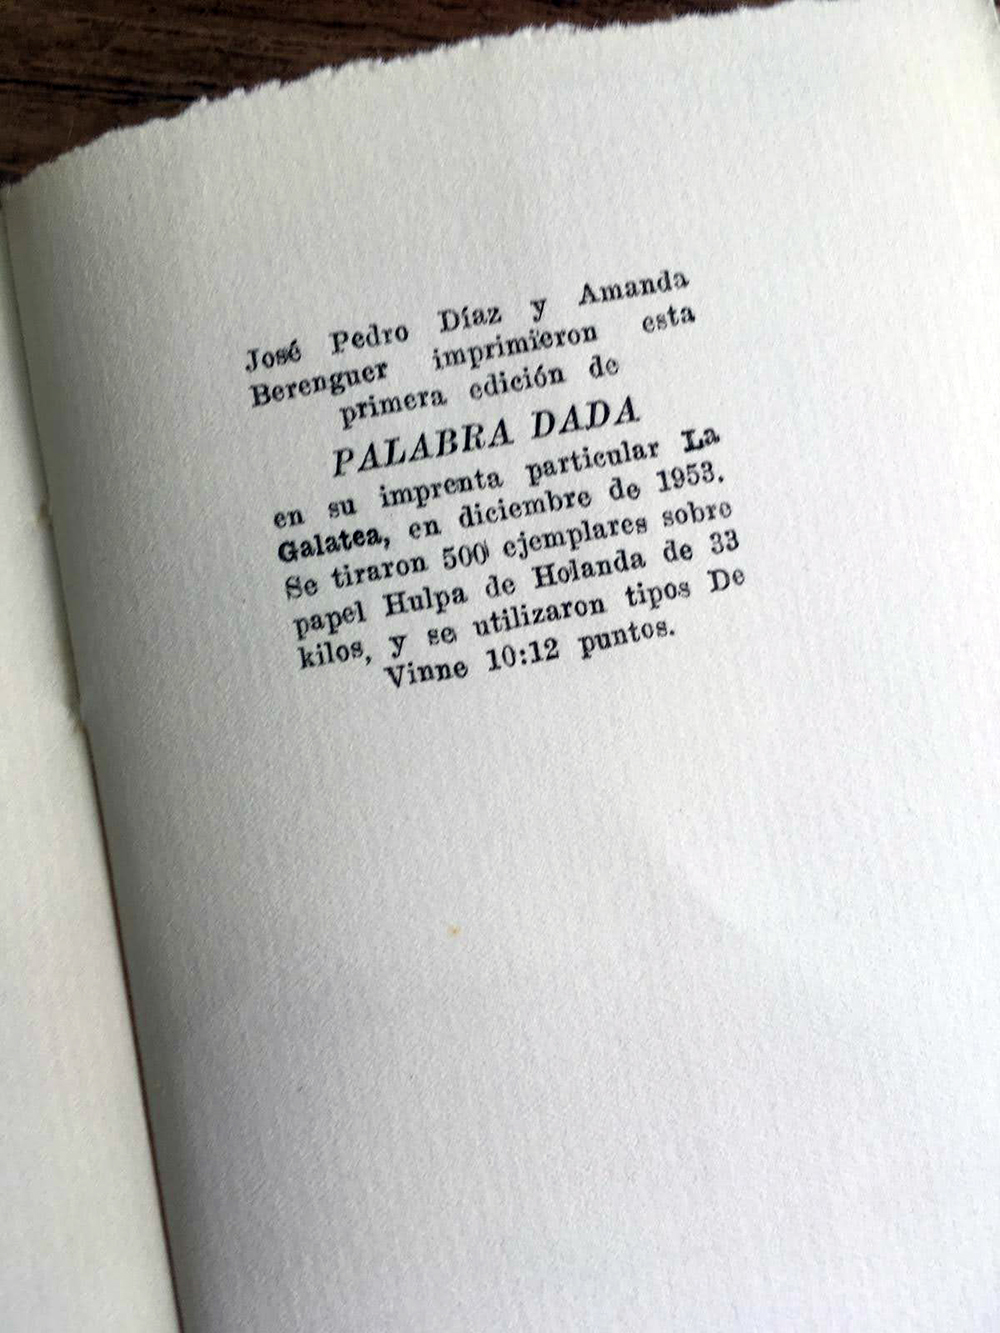 José Pedro Díaz y Amanda
Berenguer imprimieron esta
primera edición de
PALABRA DADA
en su imprenta particular La
Galatea, en diciembre de 1953.
Se tiraron 500 ejemplares sobre
papel Hulpa de Holanda de 33
kilos, y se utilizaron tipos De
Vinne 10:12 puntos.